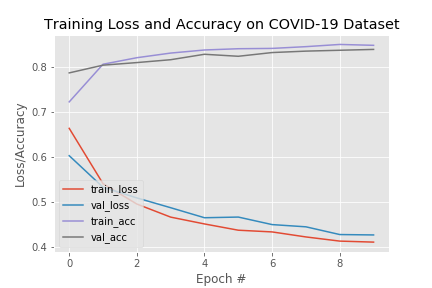 Training Loss and Accuracy on COVID-19 Dataset
Loss/Accuracy
0.8
0.7
0.6
0.5
0.4
train_loss
val_loss
train_acc
val_acc
0 2 4 6 8
Epoch #